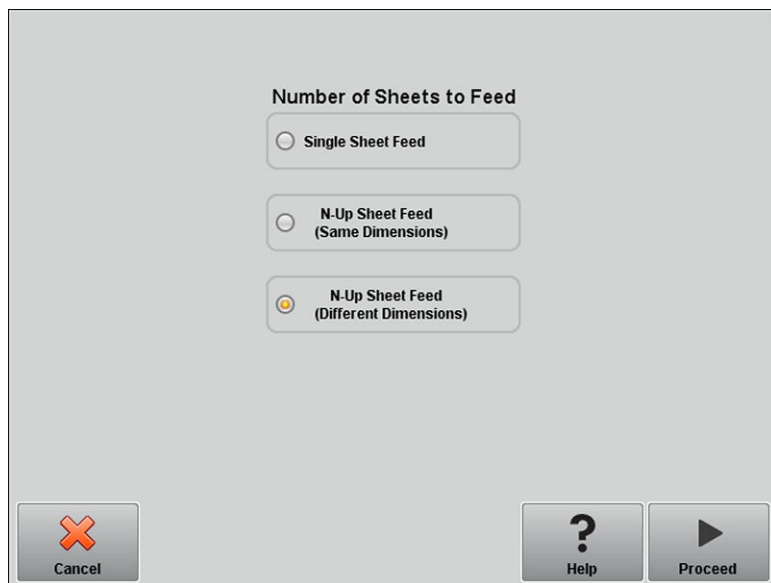 Number of Sheets to Feed
Single Sheet Feed
N-Up Sheet Feed
(Same Dimensions)
N-Up Sheet Feed
(Different Dimensions)
Cancel
?
Help
Proceed